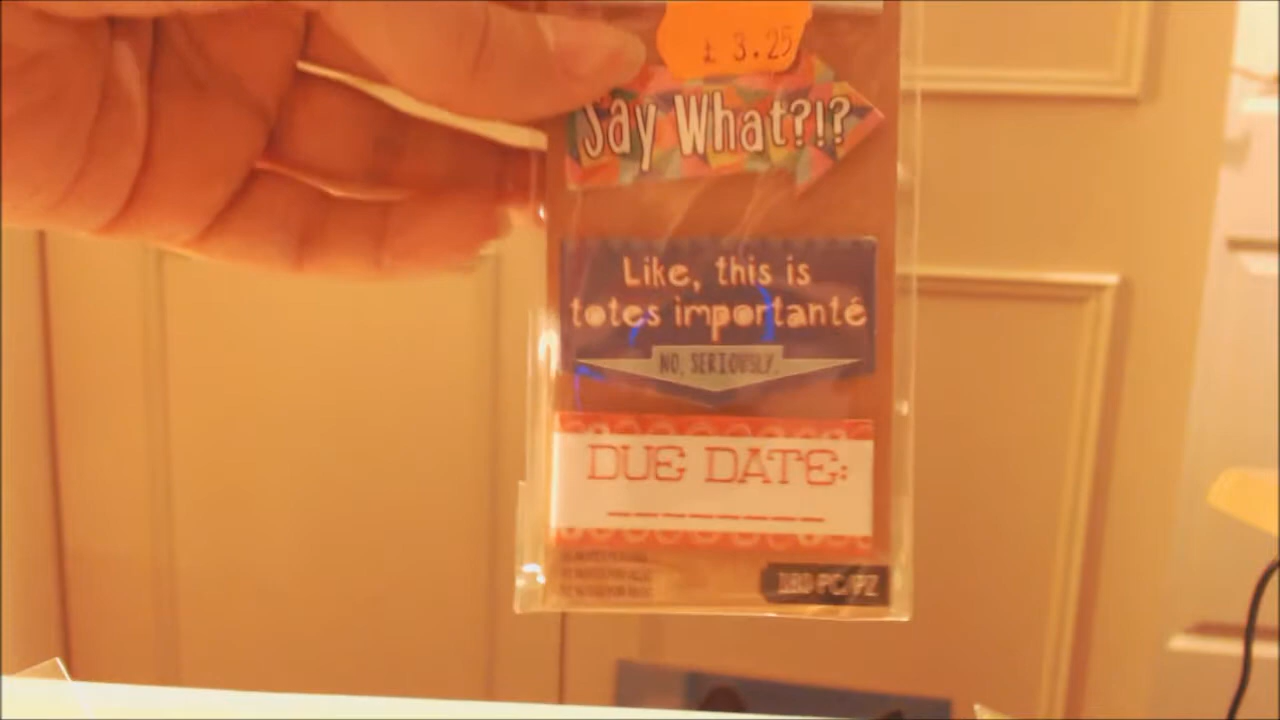 £ 3.25
Say What?!?
Like, this is
totes importanté
NO, SERIOUSLY.
DUE DATE:
180 PC/PZ